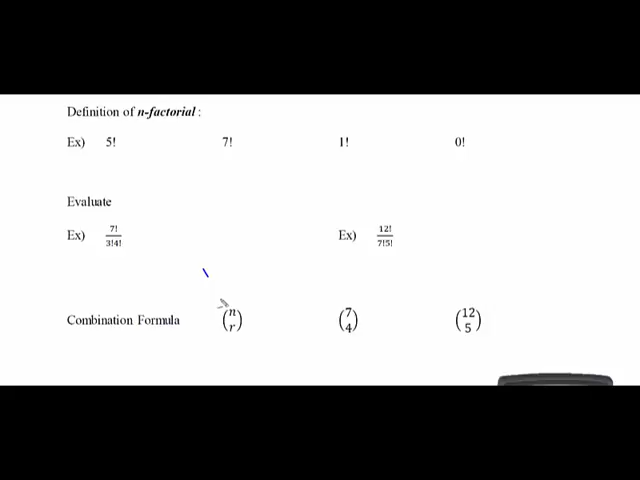 Definition of n-factorial :
Ex) 5! 7! 1! 0!
Evaluate
Ex) 7!/3!4! Ex) 12!/7!5!
Combination Formula (n r) (7 4) (12 5)